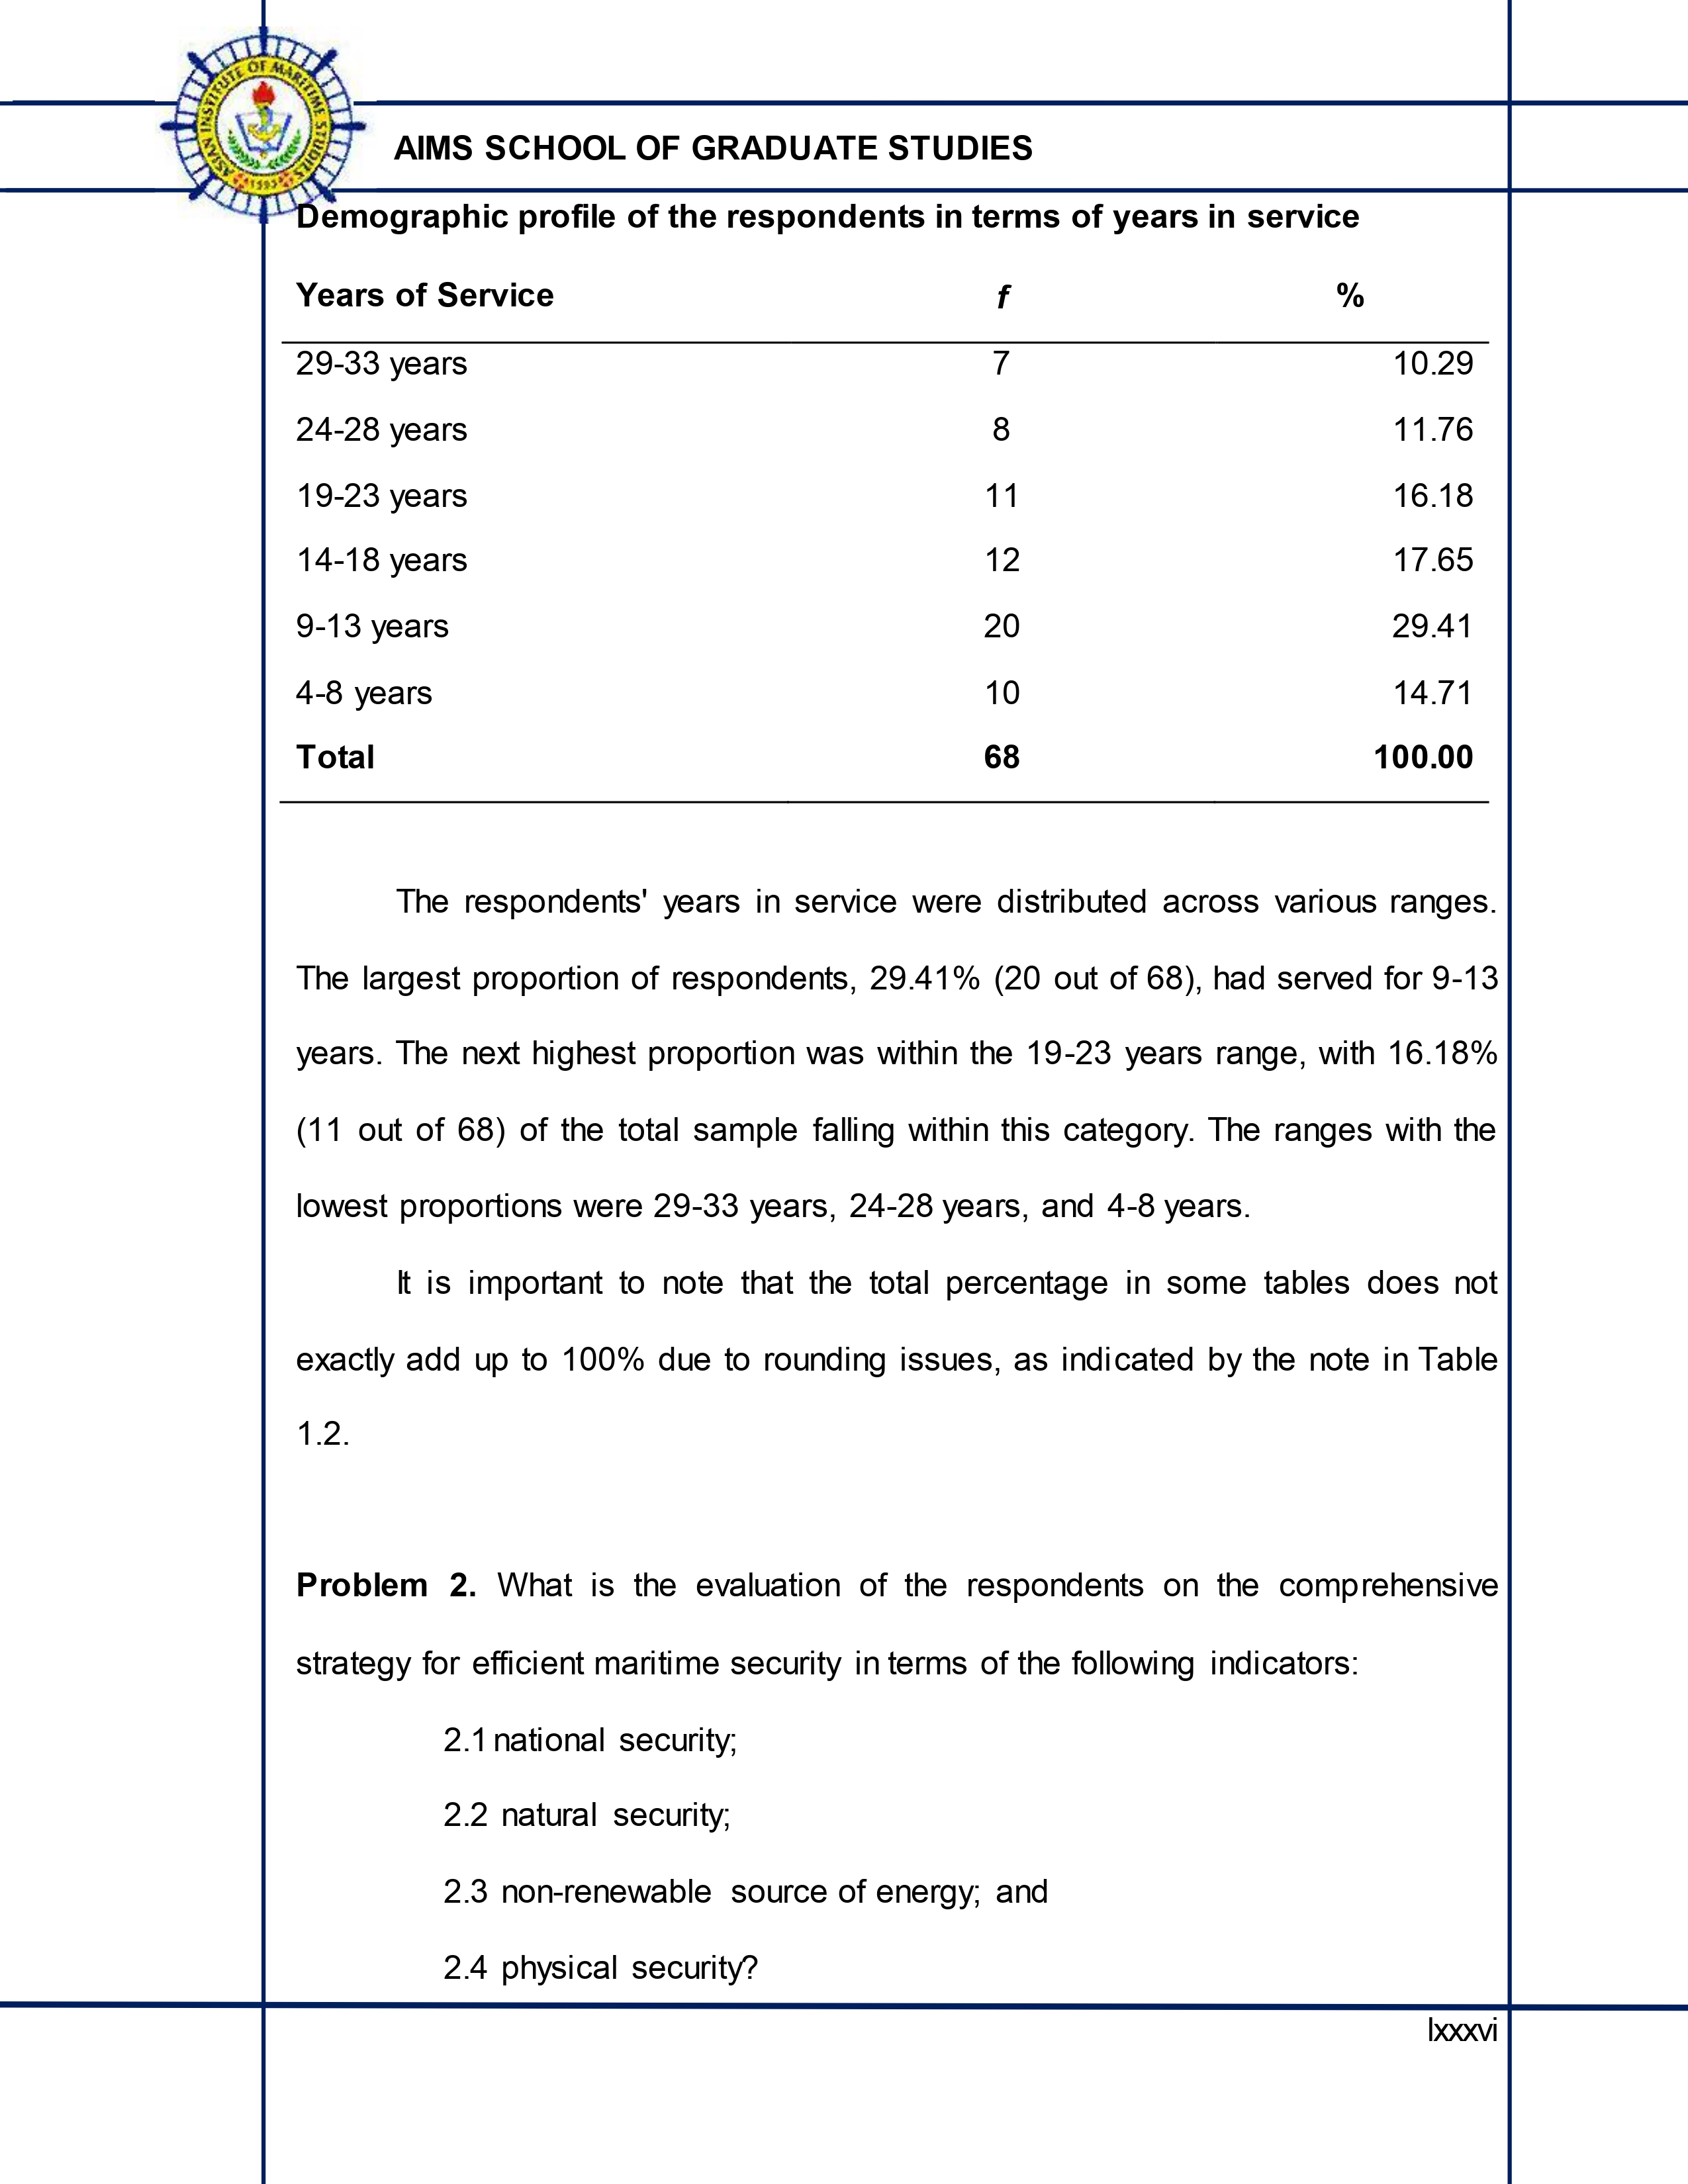 ASIAN INSTITUTE OF MARITIME STUDIES
1993
AIMS SCHOOL OF GRADUATE STUDIES
Demographic profile of the respondents in terms of years in service
Years of Service f %
29-33 years 7 10.29
24-28 years 8 11.76
19-23 years 11 16.18
14-18 years 12 17.65
9-13 years 20 29.41
4-8 years 10 14.71
Total 68 100.00
The respondents' years in service were distributed across various ranges.
The largest proportion of respondents, 29.41% (20 out of 68), had served for 9-13
years. The next highest proportion was within the 19-23 years range, with 16.18%
(11 out of 68) of the total sample falling within this category. The ranges with the
lowest proportions were 29-33 years, 24-28 years, and 4-8 years.
It is important to note that the total percentage in some tables does not
exactly add up to 100% due to rounding issues, as indicated by the note in Table
1.2.
Problem 2. What is the evaluation of the respondents on the comprehensive
strategy for efficient maritime security in terms of the following indicators:
2.1 national security;
2.2 natural security;
2.3 non-renewable source of energy; and
2.4 physical security?
lxxxvi